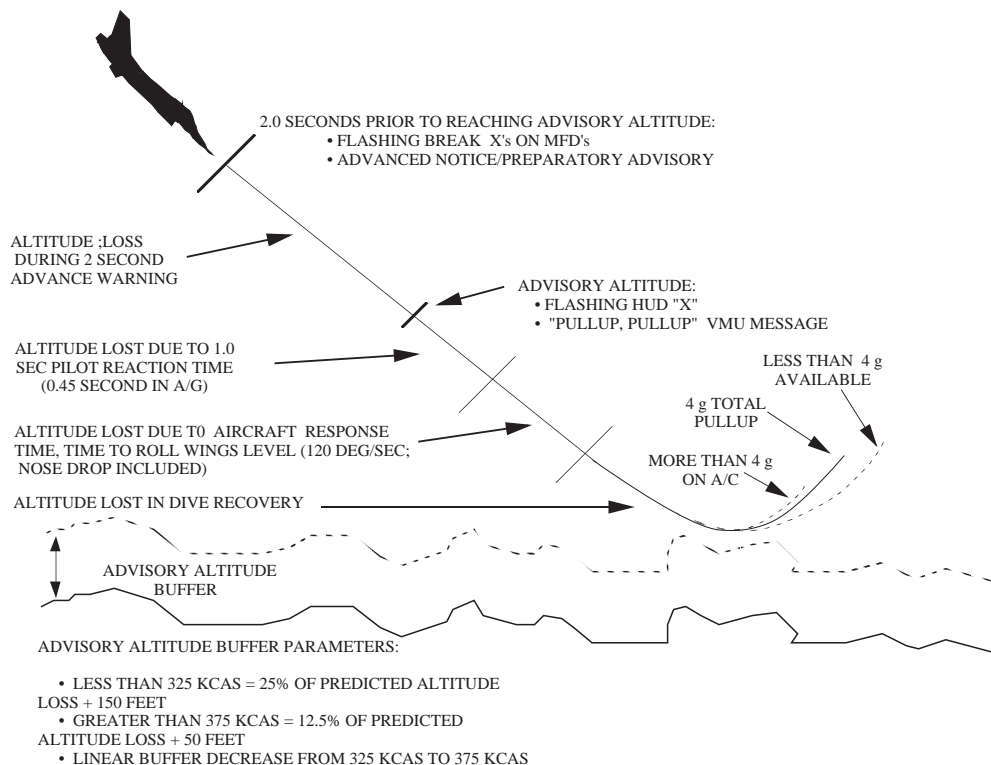 2.0 SECONDS PRIOR TO REACHING ADVISORY ALTITUDE:
• FLASHING BREAK X's ON MFD's
• ADVANCED NOTICE/PREPARATORY ADVISORY
ALTITUDE ;LOSS
DURING 2 SECOND
ADVANCE WARNING
ADVISORY ALTITUDE:
• FLASHING HUD "X"
• "PULLUP, PULLUP" VMU MESSAGE
ALTITUDE LOST DUE TO 1.0
SEC PILOT REACTION TIME
(0.45 SECOND IN A/G)
LESS THAN 4 g
AVAILABLE
4 g TOTAL
PULLUP
ALTITUDE LOST DUE T0 AIRCRAFT RESPONSE
TIME, TIME TO ROLL WINGS LEVEL (120 DEG/SEC;
NOSE DROP INCLUDED)
MORE THAN 4 g
ON A/C
ALTITUDE LOST IN DIVE RECOVERY
ADVISORY ALTITUDE
BUFFER
ADVISORY ALTITUDE BUFFER PARAMETERS:
• LESS THAN 325 KCAS = 25% OF PREDICTED ALTITUDE
LOSS + 150 FEET
• GREATER THAN 375 KCAS = 12.5% OF PREDICTED
ALTITUDE LOSS + 50 FEET
• LINEAR BUFFER DECREASE FROM 325 KCAS TO 375 KCAS